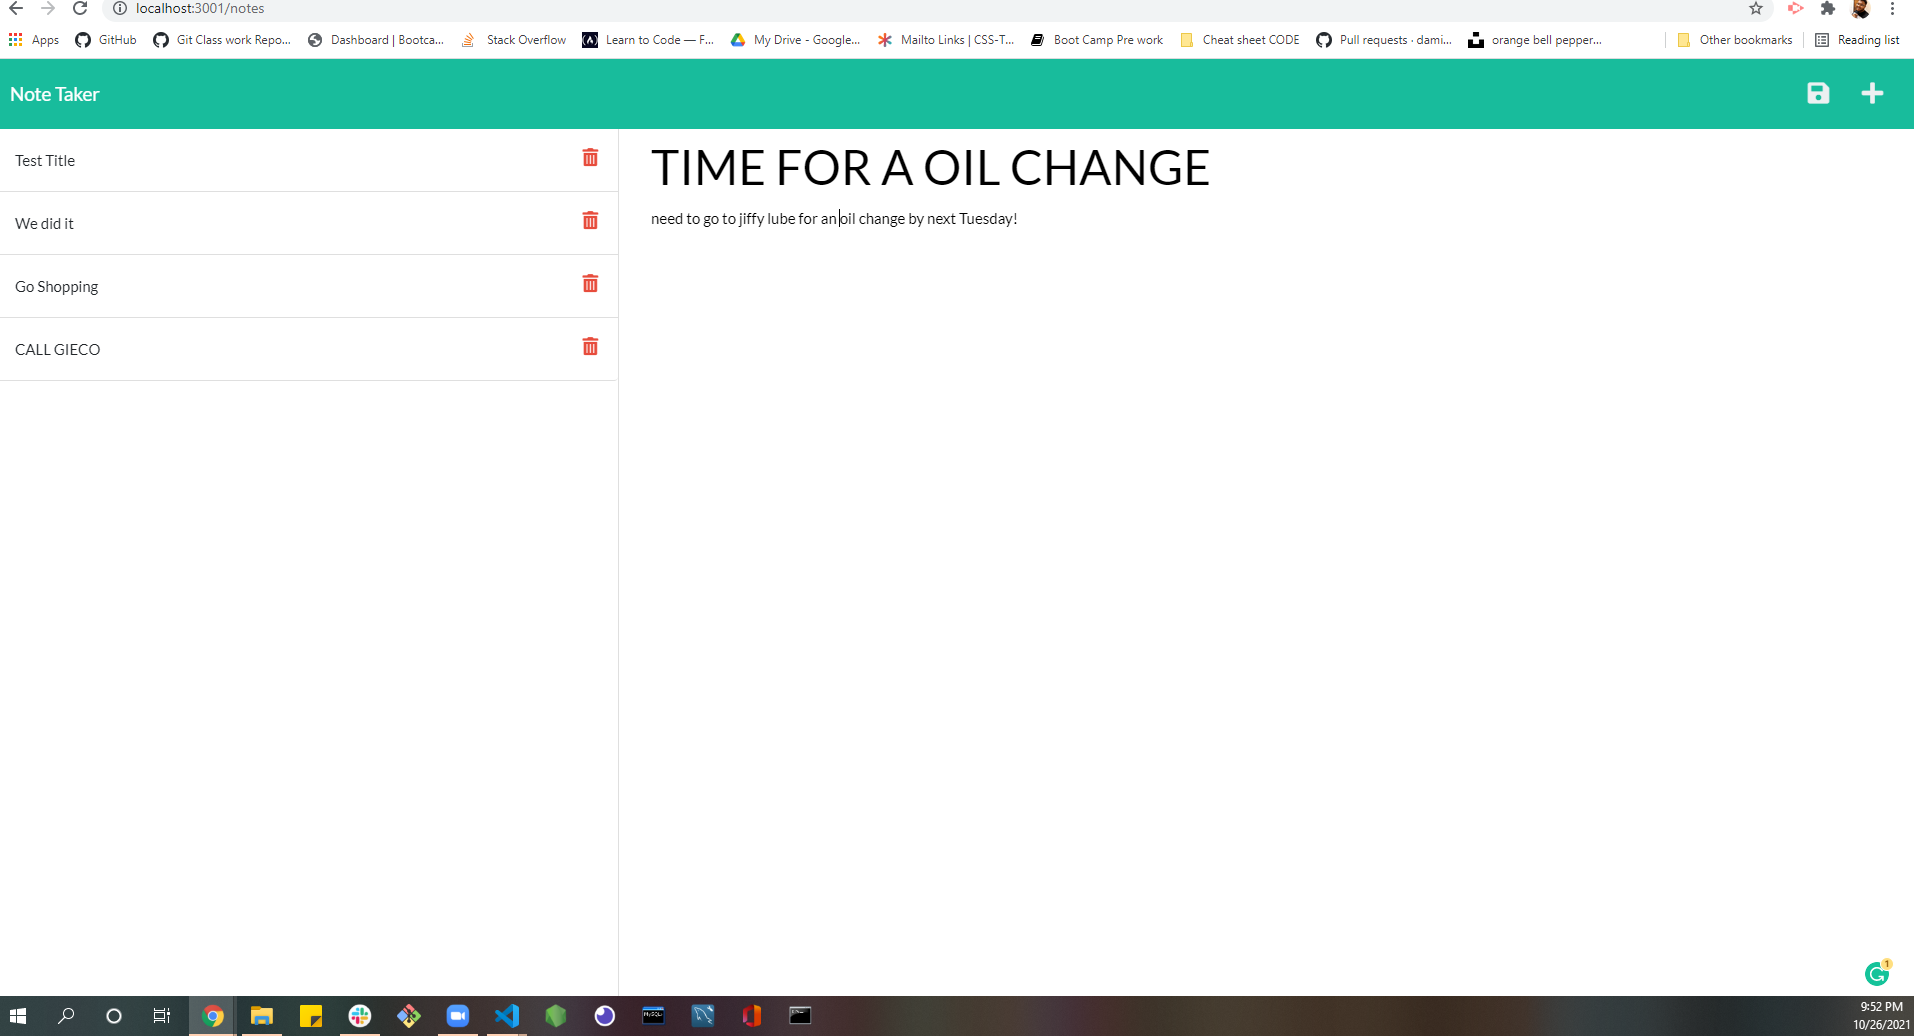 localhost:3001/notes
Apps GitHub Git Class work Repo... Dashboard | Bootca... Stack Overflow Learn to Code — F... My Drive - Google... Mailto Links | CSS-T... Boot Camp Pre work Cheat sheet CODE Pull requests · dami... orange bell pepper... Other bookmarks Reading list
Note Taker
Test Title
We did it
Go Shopping
CALL GIECO
TIME FOR A OIL CHANGE
need to go to jiffy lube for an oil change by next Tuesday!
1
9:52 PM
10/26/2021